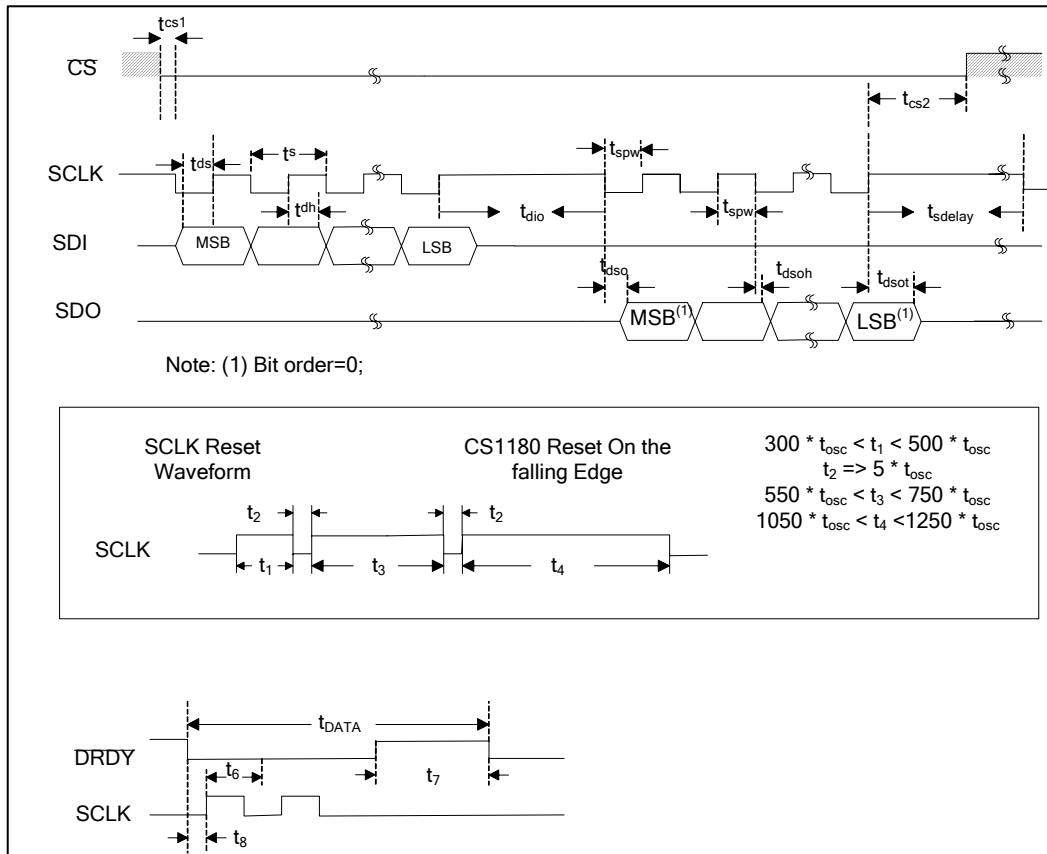 tcs1
CS
tcs2
tds
ts
tspw
SCLK
tdh
tspw
tdio
tsdelay
SDI
MSB
LSB
tdso
tdsoh
tdsot
SDO
MSB(1)
LSB(1)
Note: (1) Bit order=0;
SCLK Reset
Waveform
CS1180 Reset On the
falling Edge
300 * tosc < t1 < 500 * tosc
t2 => 5 * tosc
550 * tosc < t3 < 750 * tosc
1050 * tosc < t4 <1250 * tosc
t2
t2
SCLK
t1
t3
t4
tDATA
DRDY
t6
t7
SCLK
t8